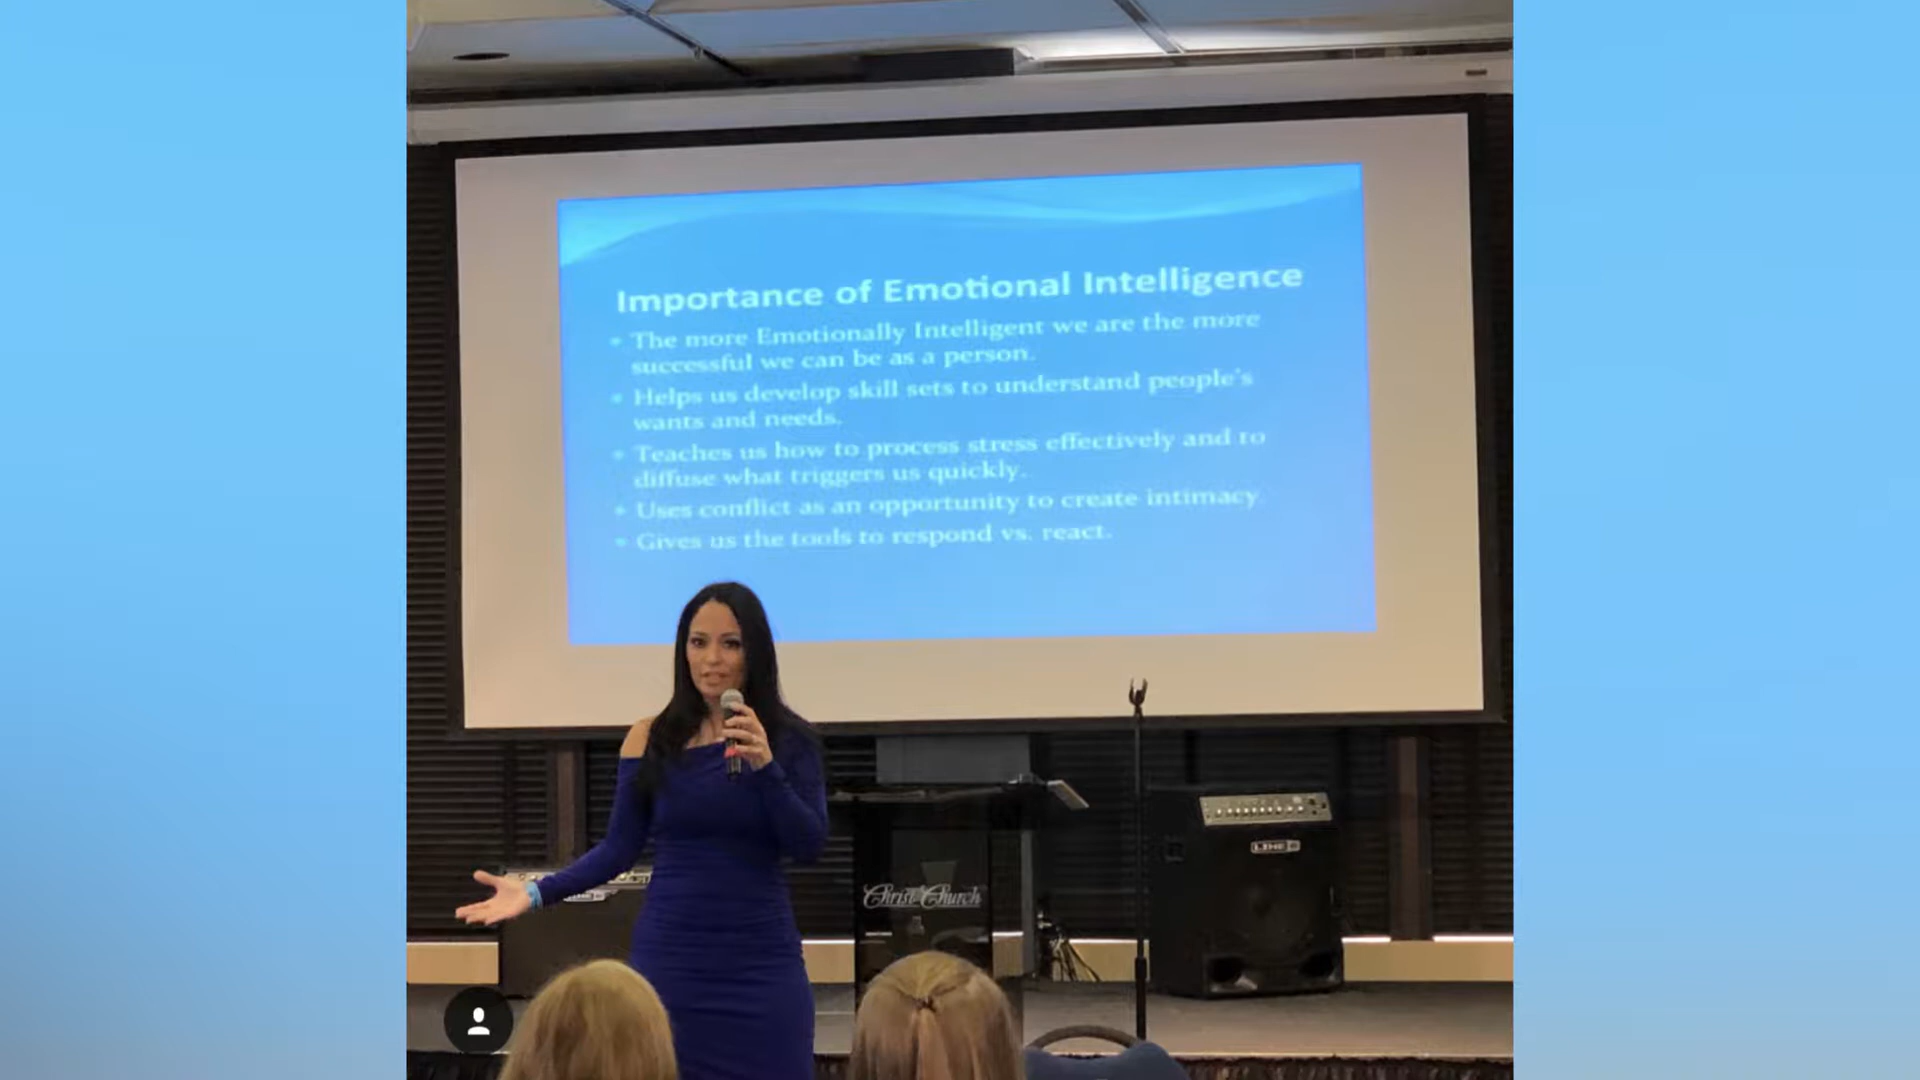 Importance of Emotional Intelligence
The more Emotionally Intelligent we are the more
successful we can be as a person.
Helps us develop skill sets to understand people's
wants and needs.
Teaches us how to process stress effectively and to
diffuse what triggers us quickly.
Uses conflict as an opportunity to create intimacy
Gives us the tools to respond vs. react.
LINE 6
Christ Church